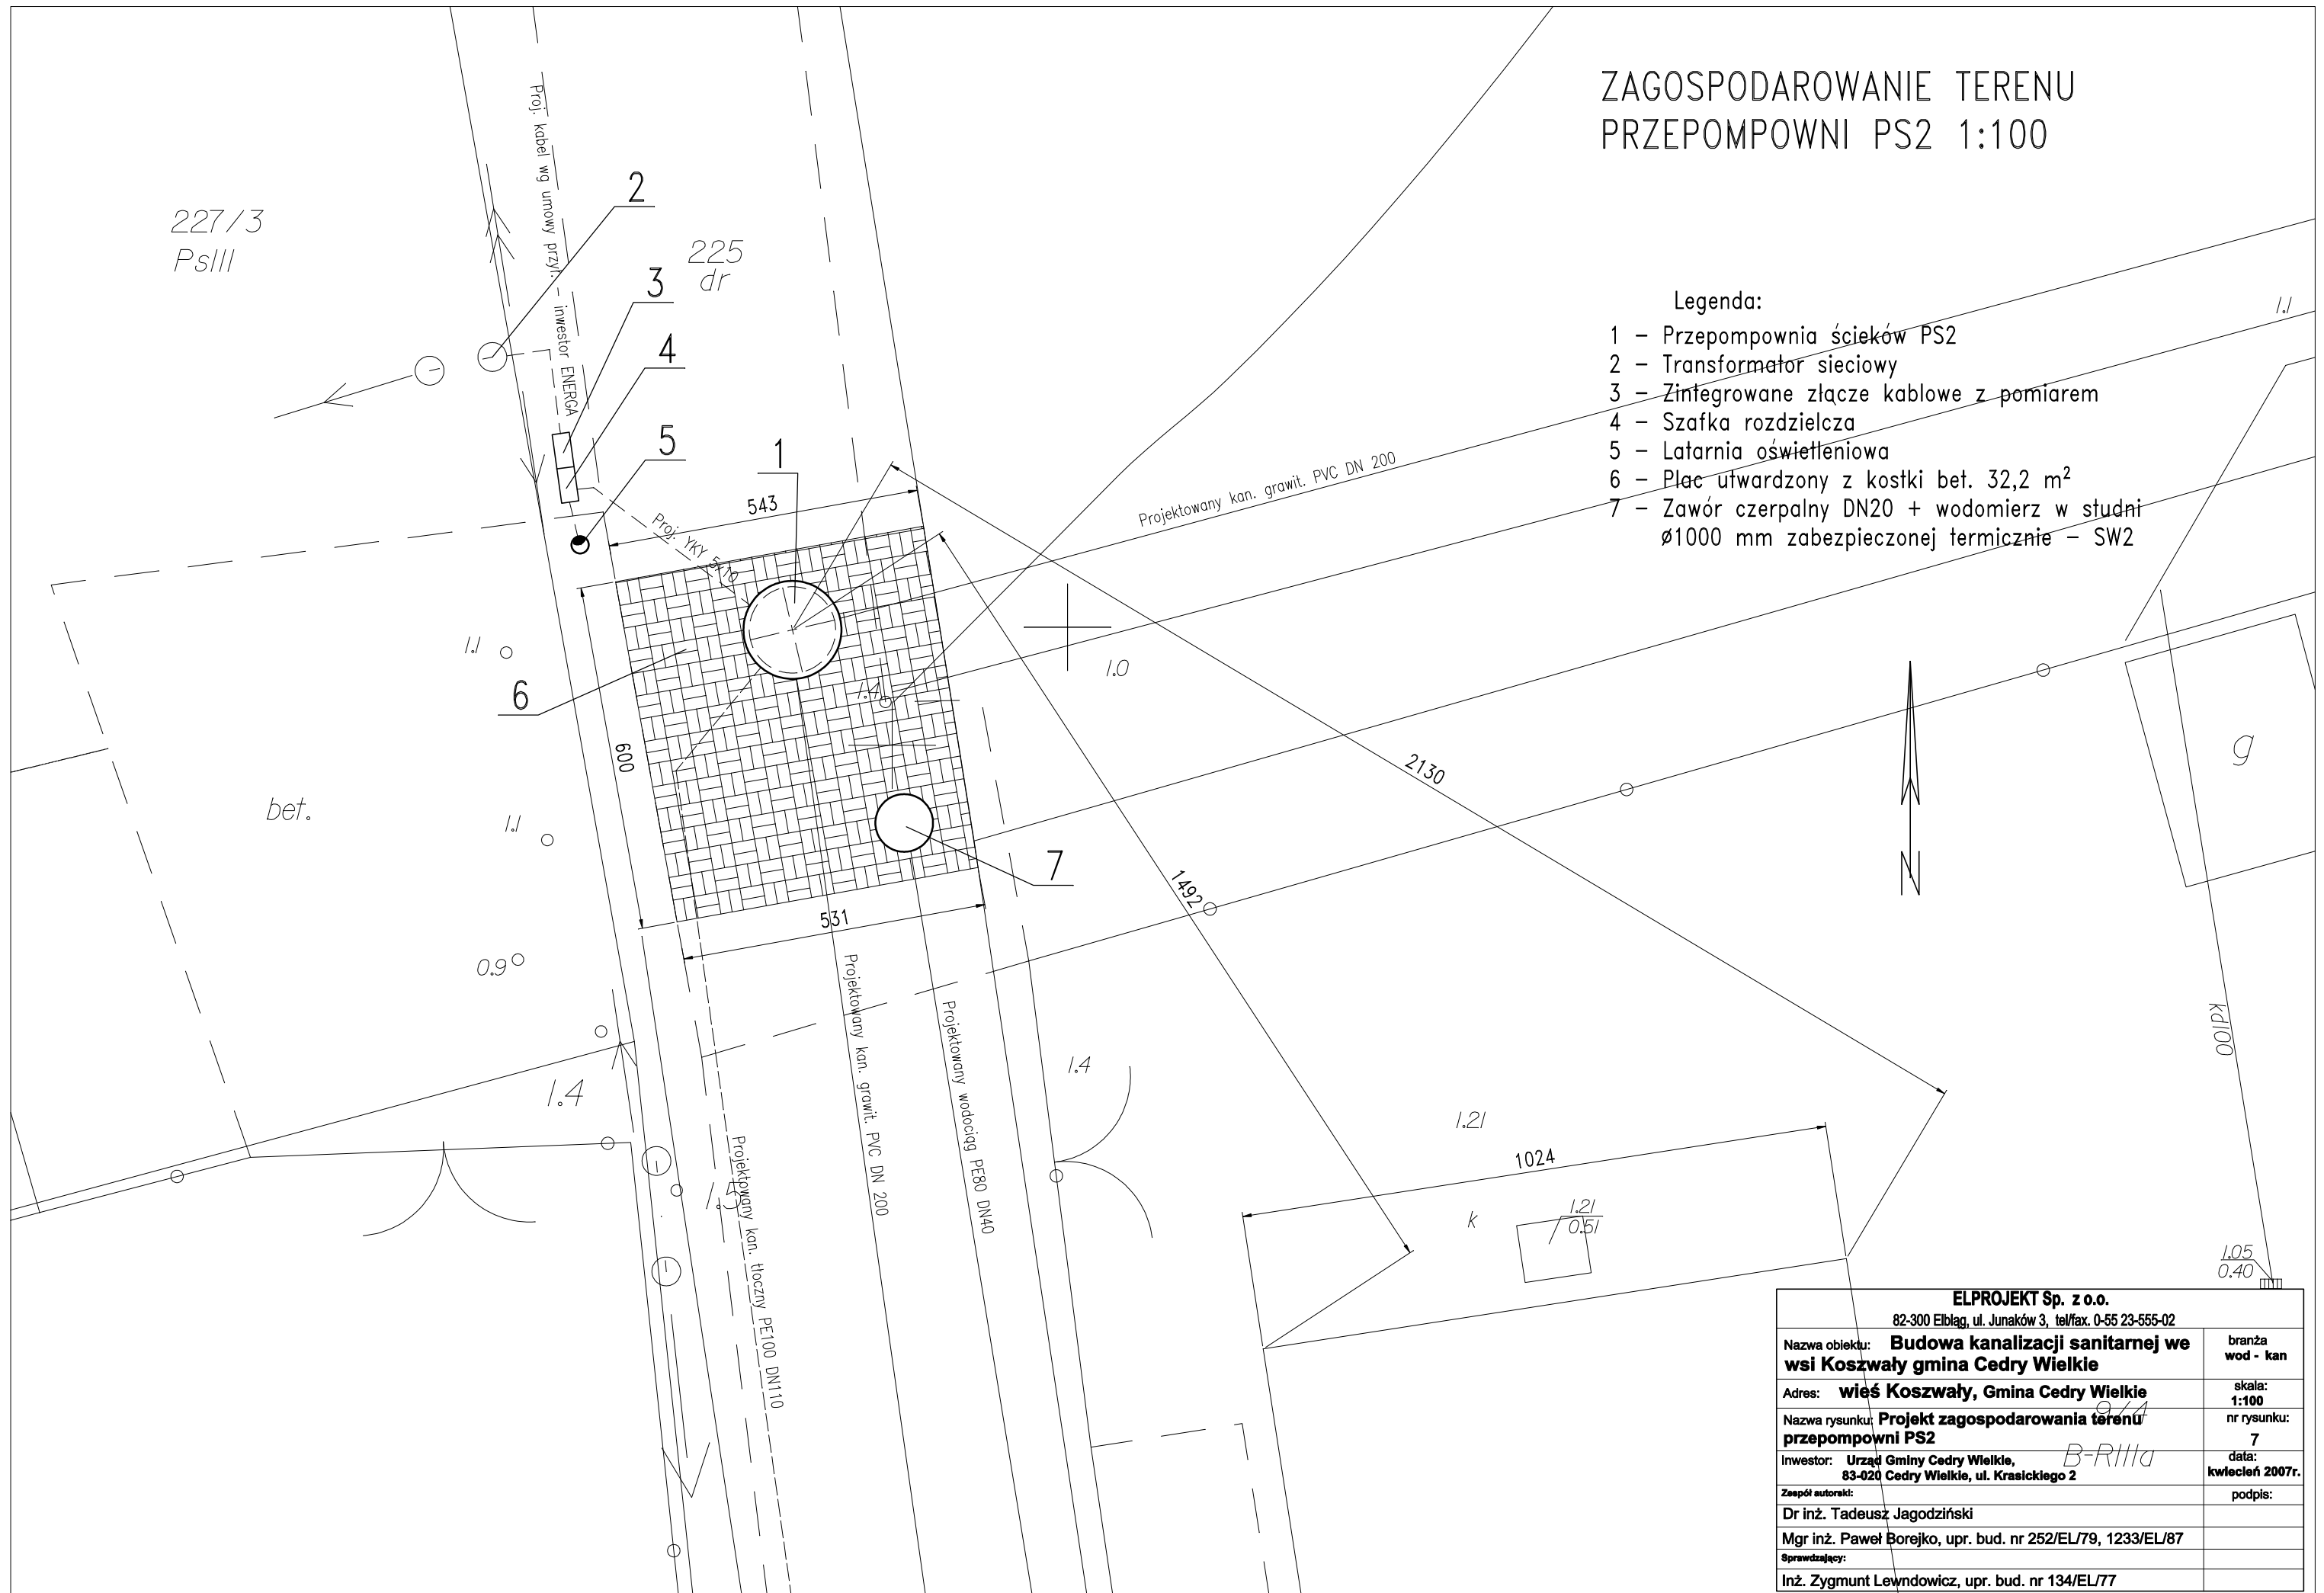 ZAGOSPODAROWANIE TERENU
PRZEPOMPOWNI PS2 1:100
Legenda:
1 – Przepompownia ścieków PS2
2 – Transformator sieciowy
3 – Zintegrowane złącze kablowe z pomiarem
4 – Szafka rozdzielcza
5 – Latarnia oświetleniowa
6 – Plac utwardzony z kostki bet. 32,2 m²
7 – Zawór czerpalny DN20 + wodomierz w studni
ø1000 mm zabezpieczonej termicznie – SW2
227/3
PsIII
225
dr
Proj. kabel wg umowy przył. – inwestor ENERGA
2
3
4
5
1
543
Proj. YKY 5x10
Projektowany kan. grawit. PVC DN 200
1.1
1.1
6
1.4
1.0
600
2130
g
bet.
1.1
7
1492
531
0.9
N
Projektowany kan. grawit. PVC DN 200
Projektowany wodociąg PE80 DN40
Projektowany kan. tłoczny PE100 DN110
kd100
1.4
1.4
1.5
1.21
1024
k
1.21
0.51
1.05
0.40
ELPROJEKT Sp. z o.o.
82-300 Elbląg, ul. Junaków 3, tel/fax. 0-55 23-555-02
Nazwa obiektu: Budowa kanalizacji sanitarnej we
wsi Koszwały gmina Cedry Wielkie
branża
wod - kan
Adres: wieś Koszwały, Gmina Cedry Wielkie
skala:
1:100
9/4
Nazwa rysunku: Projekt zagospodarowania terenu
przepompowni PS2
nr rysunku:
7
B-RIIIa
Inwestor: Urząd Gminy Cedry Wielkie,
83-020 Cedry Wielkie, ul. Krasickiego 2
data:
kwiecień 2007r.
Zespół autorski:
podpis:
Dr inż. Tadeusz Jagodziński
Mgr inż. Paweł Borejko, upr. bud. nr 252/EL/79, 1233/EL/87
Sprawdzający:
Inż. Zygmunt Lewndowicz, upr. bud. nr 134/EL/77